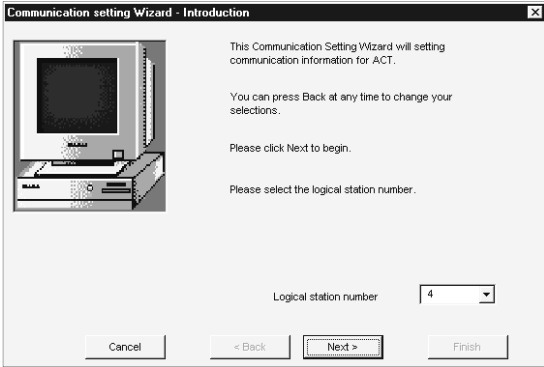 Communication setting Wizard - Introduction
This Communication Setting Wizard will setting
communication information for ACT.
You can press Back at any time to change your
selections.
Please click Next to begin.
Please select the logical station number.
Logical station number
4
Cancel
< Back
Next >
Finish